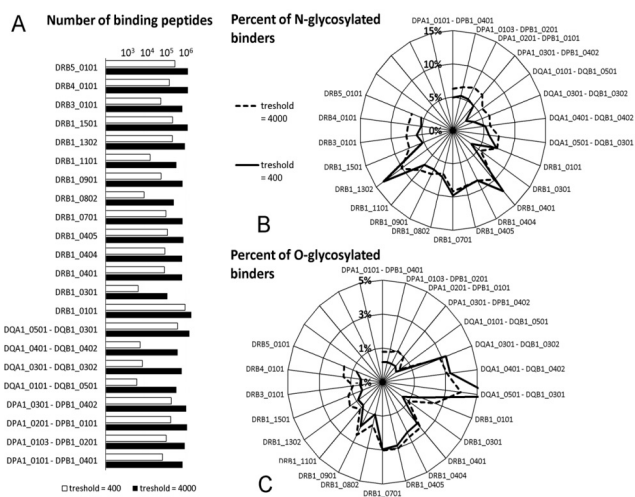 A
Number of binding peptides
10³ 10⁴ 10⁵ 10⁶
DRB5_0101
DRB4_0101
DRB3_0101
DRB1_1501
DRB1_1302
DRB1_1101
DRB1_0901
DRB1_0802
DRB1_0701
DRB1_0405
DRB1_0404
DRB1_0401
DRB1_0301
DRB1_0101
DQA1_0501 - DQB1_0301
DQA1_0401 - DQB1_0402
DQA1_0301 - DQB1_0302
DQA1_0101 - DQB1_0501
DPA1_0301 - DPB1_0402
DPA1_0201 - DPB1_0101
DPA1_0103 - DPB1_0201
DPA1_0101 - DPB1_0401
treshold = 400 treshold = 4000
Percent of N-glycosylated
binders
treshold
= 4000
treshold
= 400
B
15%
10%
5%
0%
DPA1_0101 - DPB1_0401
DPA1_0103 - DPB1_0201
DPA1_0201 - DPB1_0101
DPA1_0301 - DPB1_0402
DQA1_0101 - DQB1_0501
DQA1_0301 - DQB1_0302
DQA1_0401 - DQB1_0402
DQA1_0501 - DQB1_0301
DRB1_0101
DRB1_0301
DRB1_0401
DRB1_0404
DRB1_0405
DRB1_0701
DRB1_0802
DRB1_0901
DRB1_1101
DRB1_1302
DRB1_1501
DRB3_0101
DRB4_0101
DRB5_0101
Percent of O-glycosylated
binders
C
5%
3%
1%
DPA1_0101 - DPB1_0401
DPA1_0103 - DPB1_0201
DPA1_0201 - DPB1_0101
DPA1_0301 - DPB1_0402
DQA1_0101 - DQB1_0501
DQA1_0301 - DQB1_0302
DQA1_0401 - DQB1_0402
DQA1_0501 - DQB1_0301
DRB1_0101
DRB1_0301
DRB1_0401
DRB1_0404
DRB1_0405
DRB1_0701
DRB1_0802
DRB1_0901
DRB1_1101
DRB1_1302
DRB1_1501
DRB3_0101
DRB4_0101
DRB5_0101